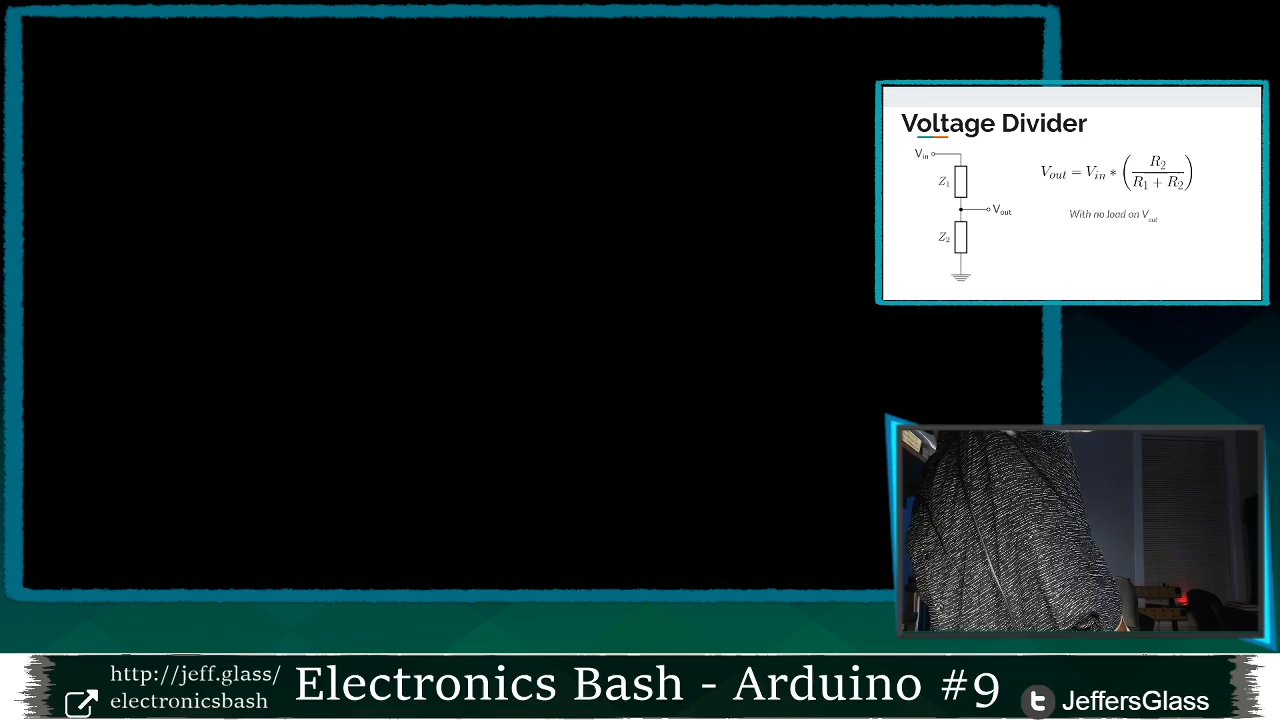 Voltage Divider
Vin
Z1
Vout = Vin * (R2 / (R1 + R2))
Vout
With no load on Vout
Z2
http://jeff.glass/
electronicsbash
Electronics Bash - Arduino #9
JeffersGlass